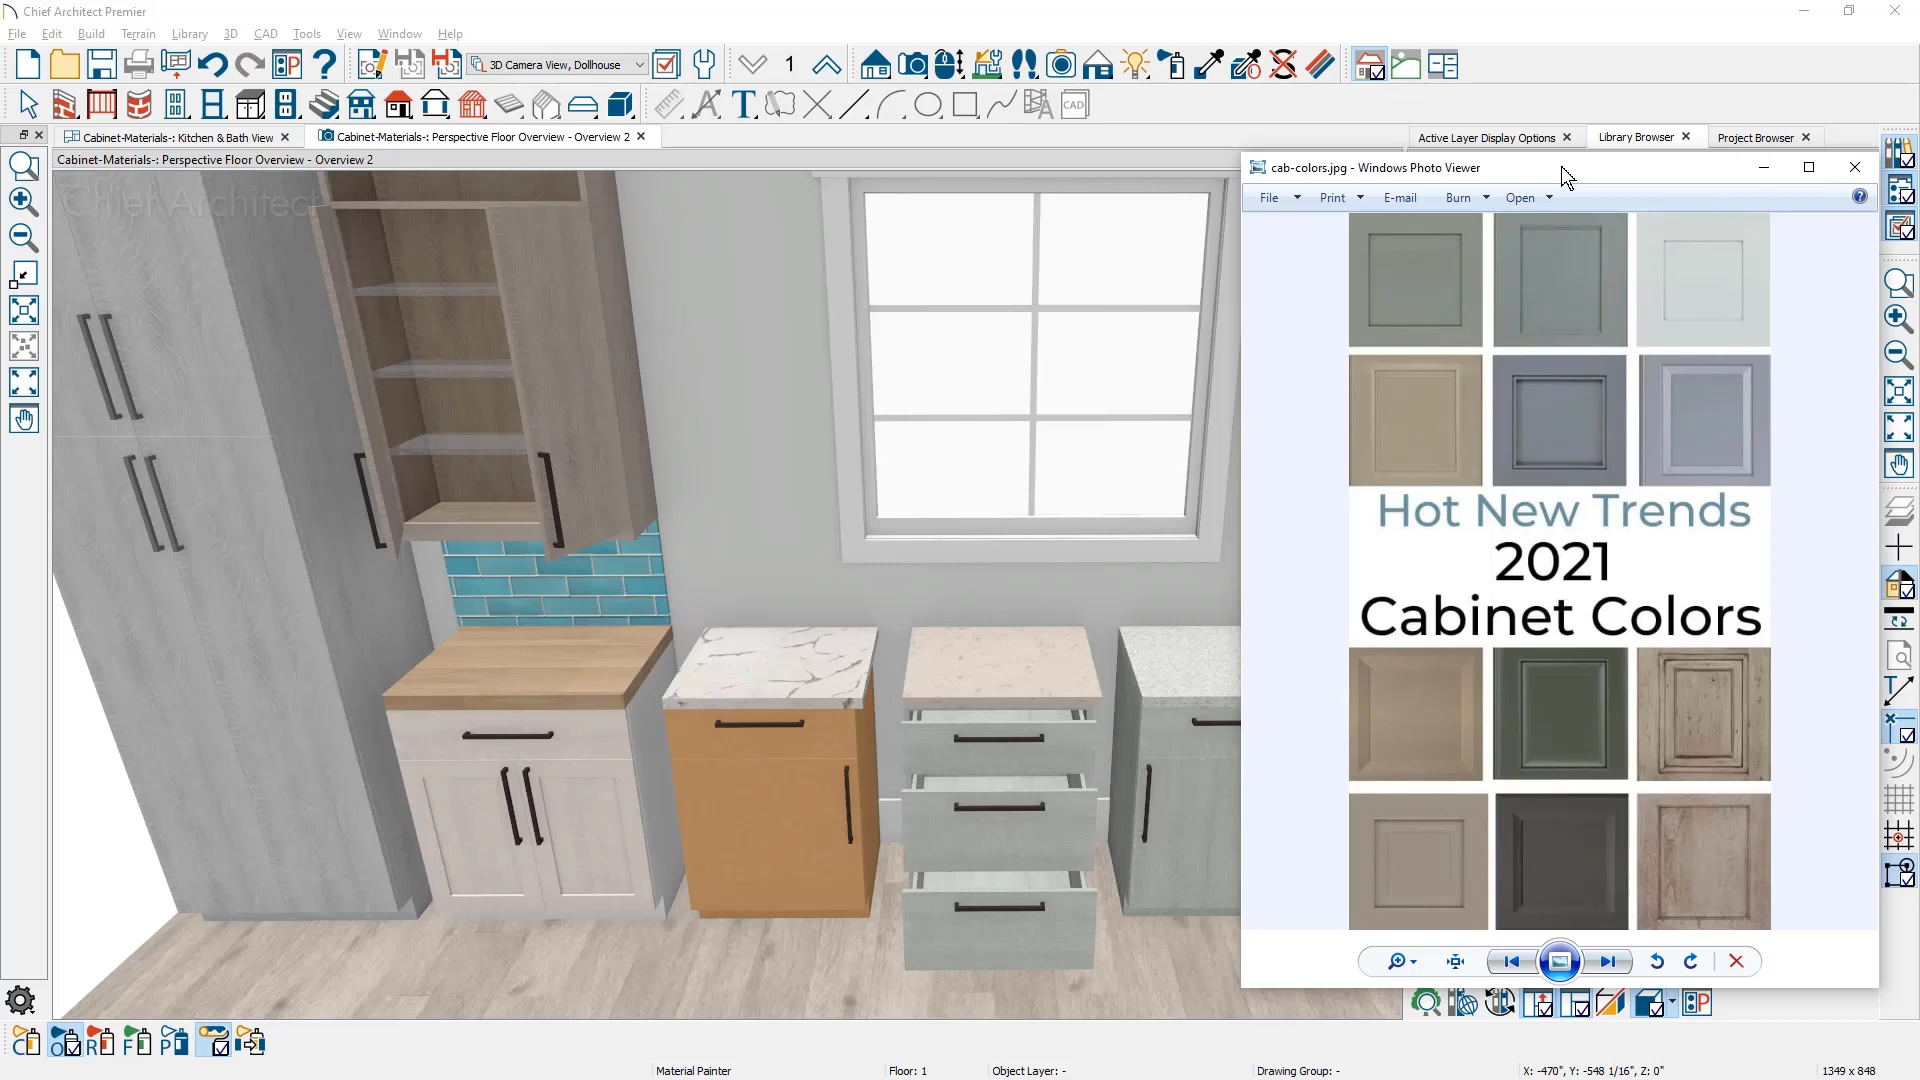 Chief Architect Premier
File Edit Build Terrain Library 3D CAD Tools View Window Help
3D Camera View, Dollhouse
1
CAD
Cabinet-Materials-: Kitchen & Bath View
Cabinet-Materials-: Perspective Floor Overview - Overview 2
Active Layer Display Options
Library Browser
Project Browser
Cabinet-Materials-: Perspective Floor Overview - Overview 2
Chief Architect
cab-colors.jpg - Windows Photo Viewer
File Print E-mail Burn Open
Hot New Trends
2021
Cabinet Colors
Material Painter
Floor: 1
Object Layer: -
Drawing Group: -
X: -470", Y: -548 1/16", Z: 0"
1349 x 848